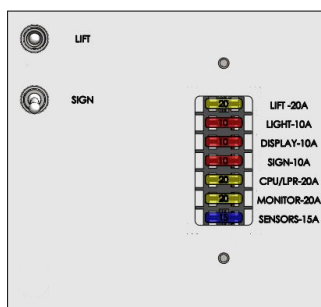 LIFT
SIGN
20 LIFT -20A
10 LIGHT-10A
10 DISPLAY-10A
10 SIGN-10A
20 CPU/LPR-20A
20 MONITOR-20A
15 SENSORS-15A